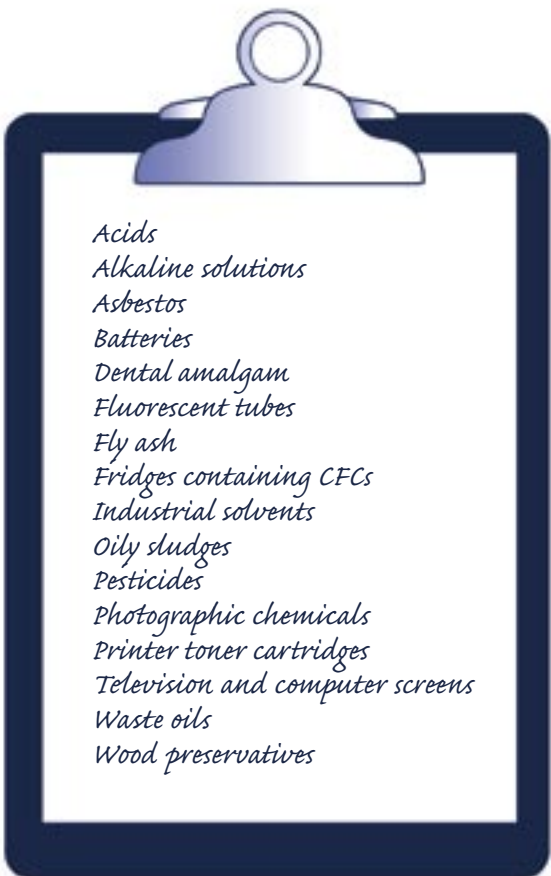 Acids
Alkaline solutions
Asbestos
Batteries
Dental amalgam
Fluorescent tubes
Fly ash
Fridges containing CFCs
Industrial solvents
Oily sludges
Pesticides
Photographic chemicals
Printer toner cartridges
Television and computer screens
Waste oils
Wood preservatives